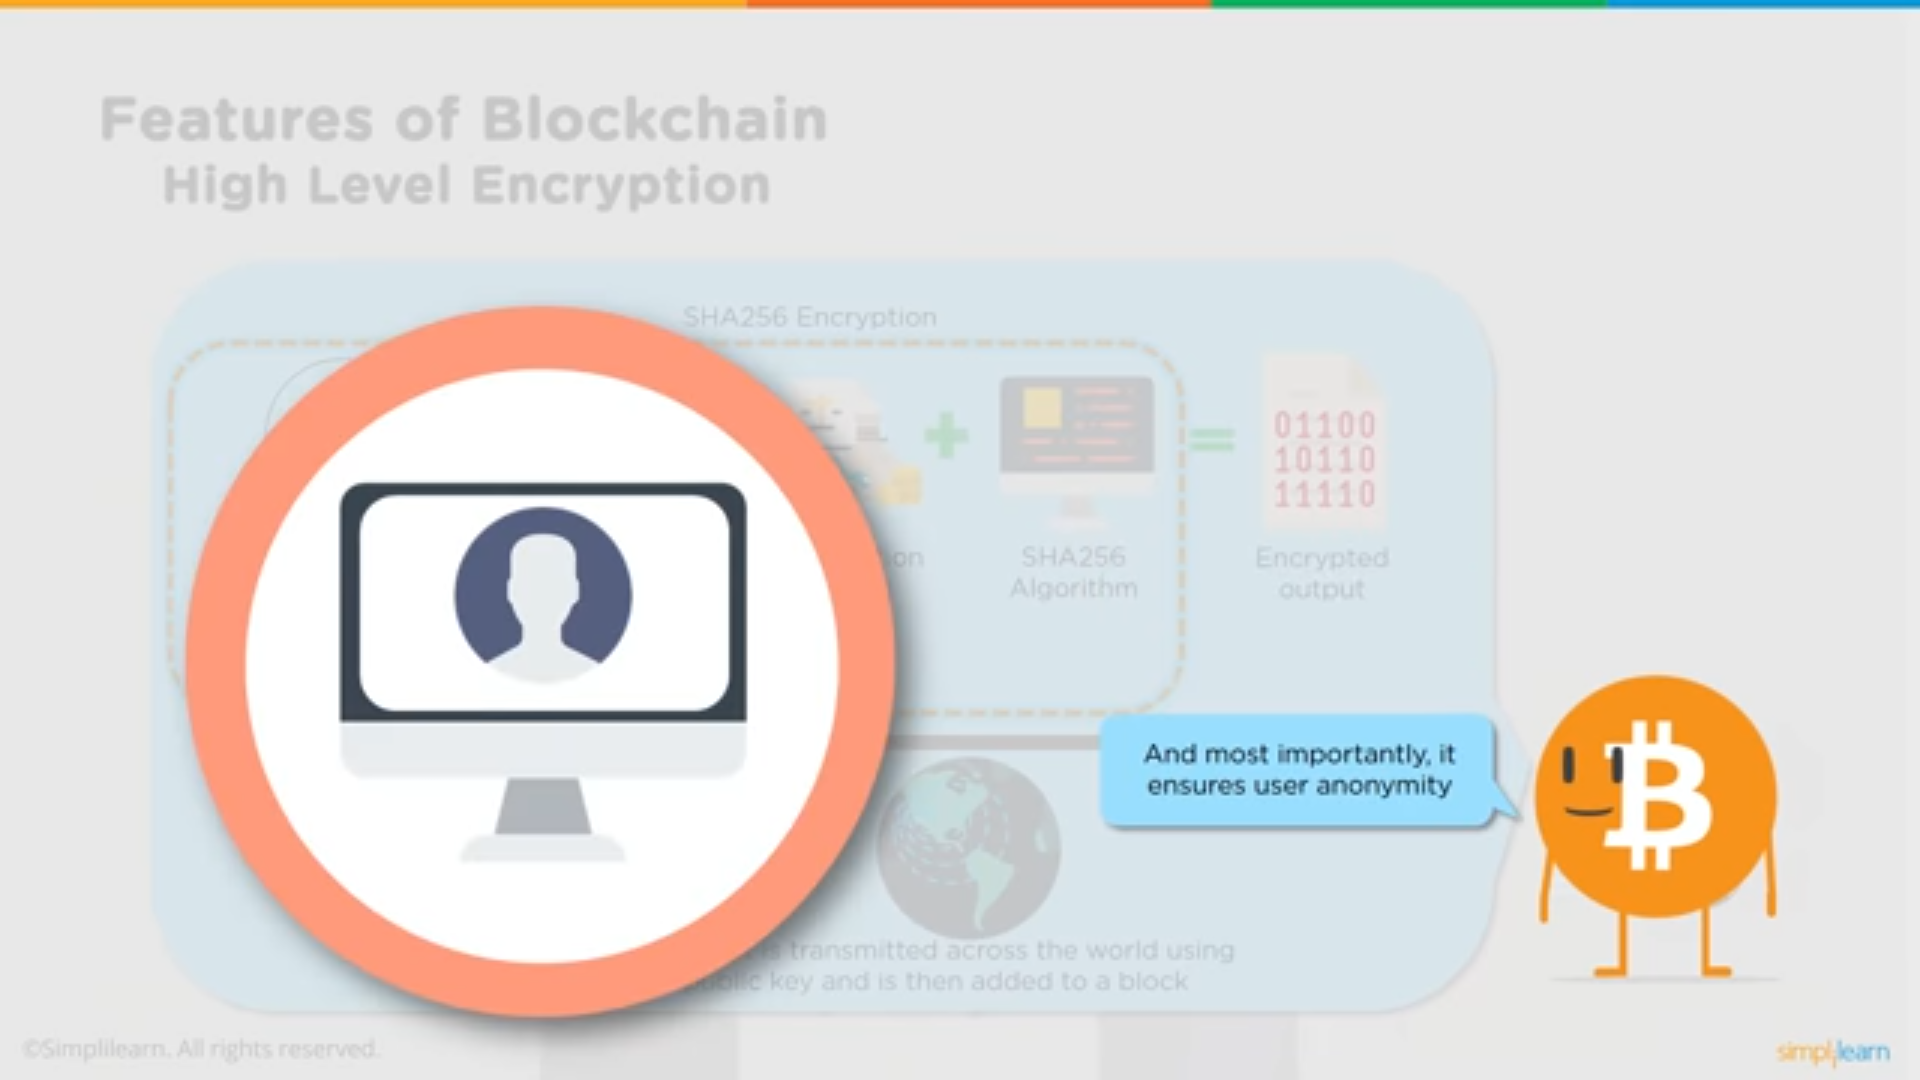 Features of Blockchain
High Level Encryption
SHA256 Encryption
01100
10110
11110
on
SHA256
Algorithm
Encrypted
output
And most importantly, it
ensures user anonymity
is transmitted across the world using
key and is then added to a block
©Simplilearn. All rights reserved.
simplilearn